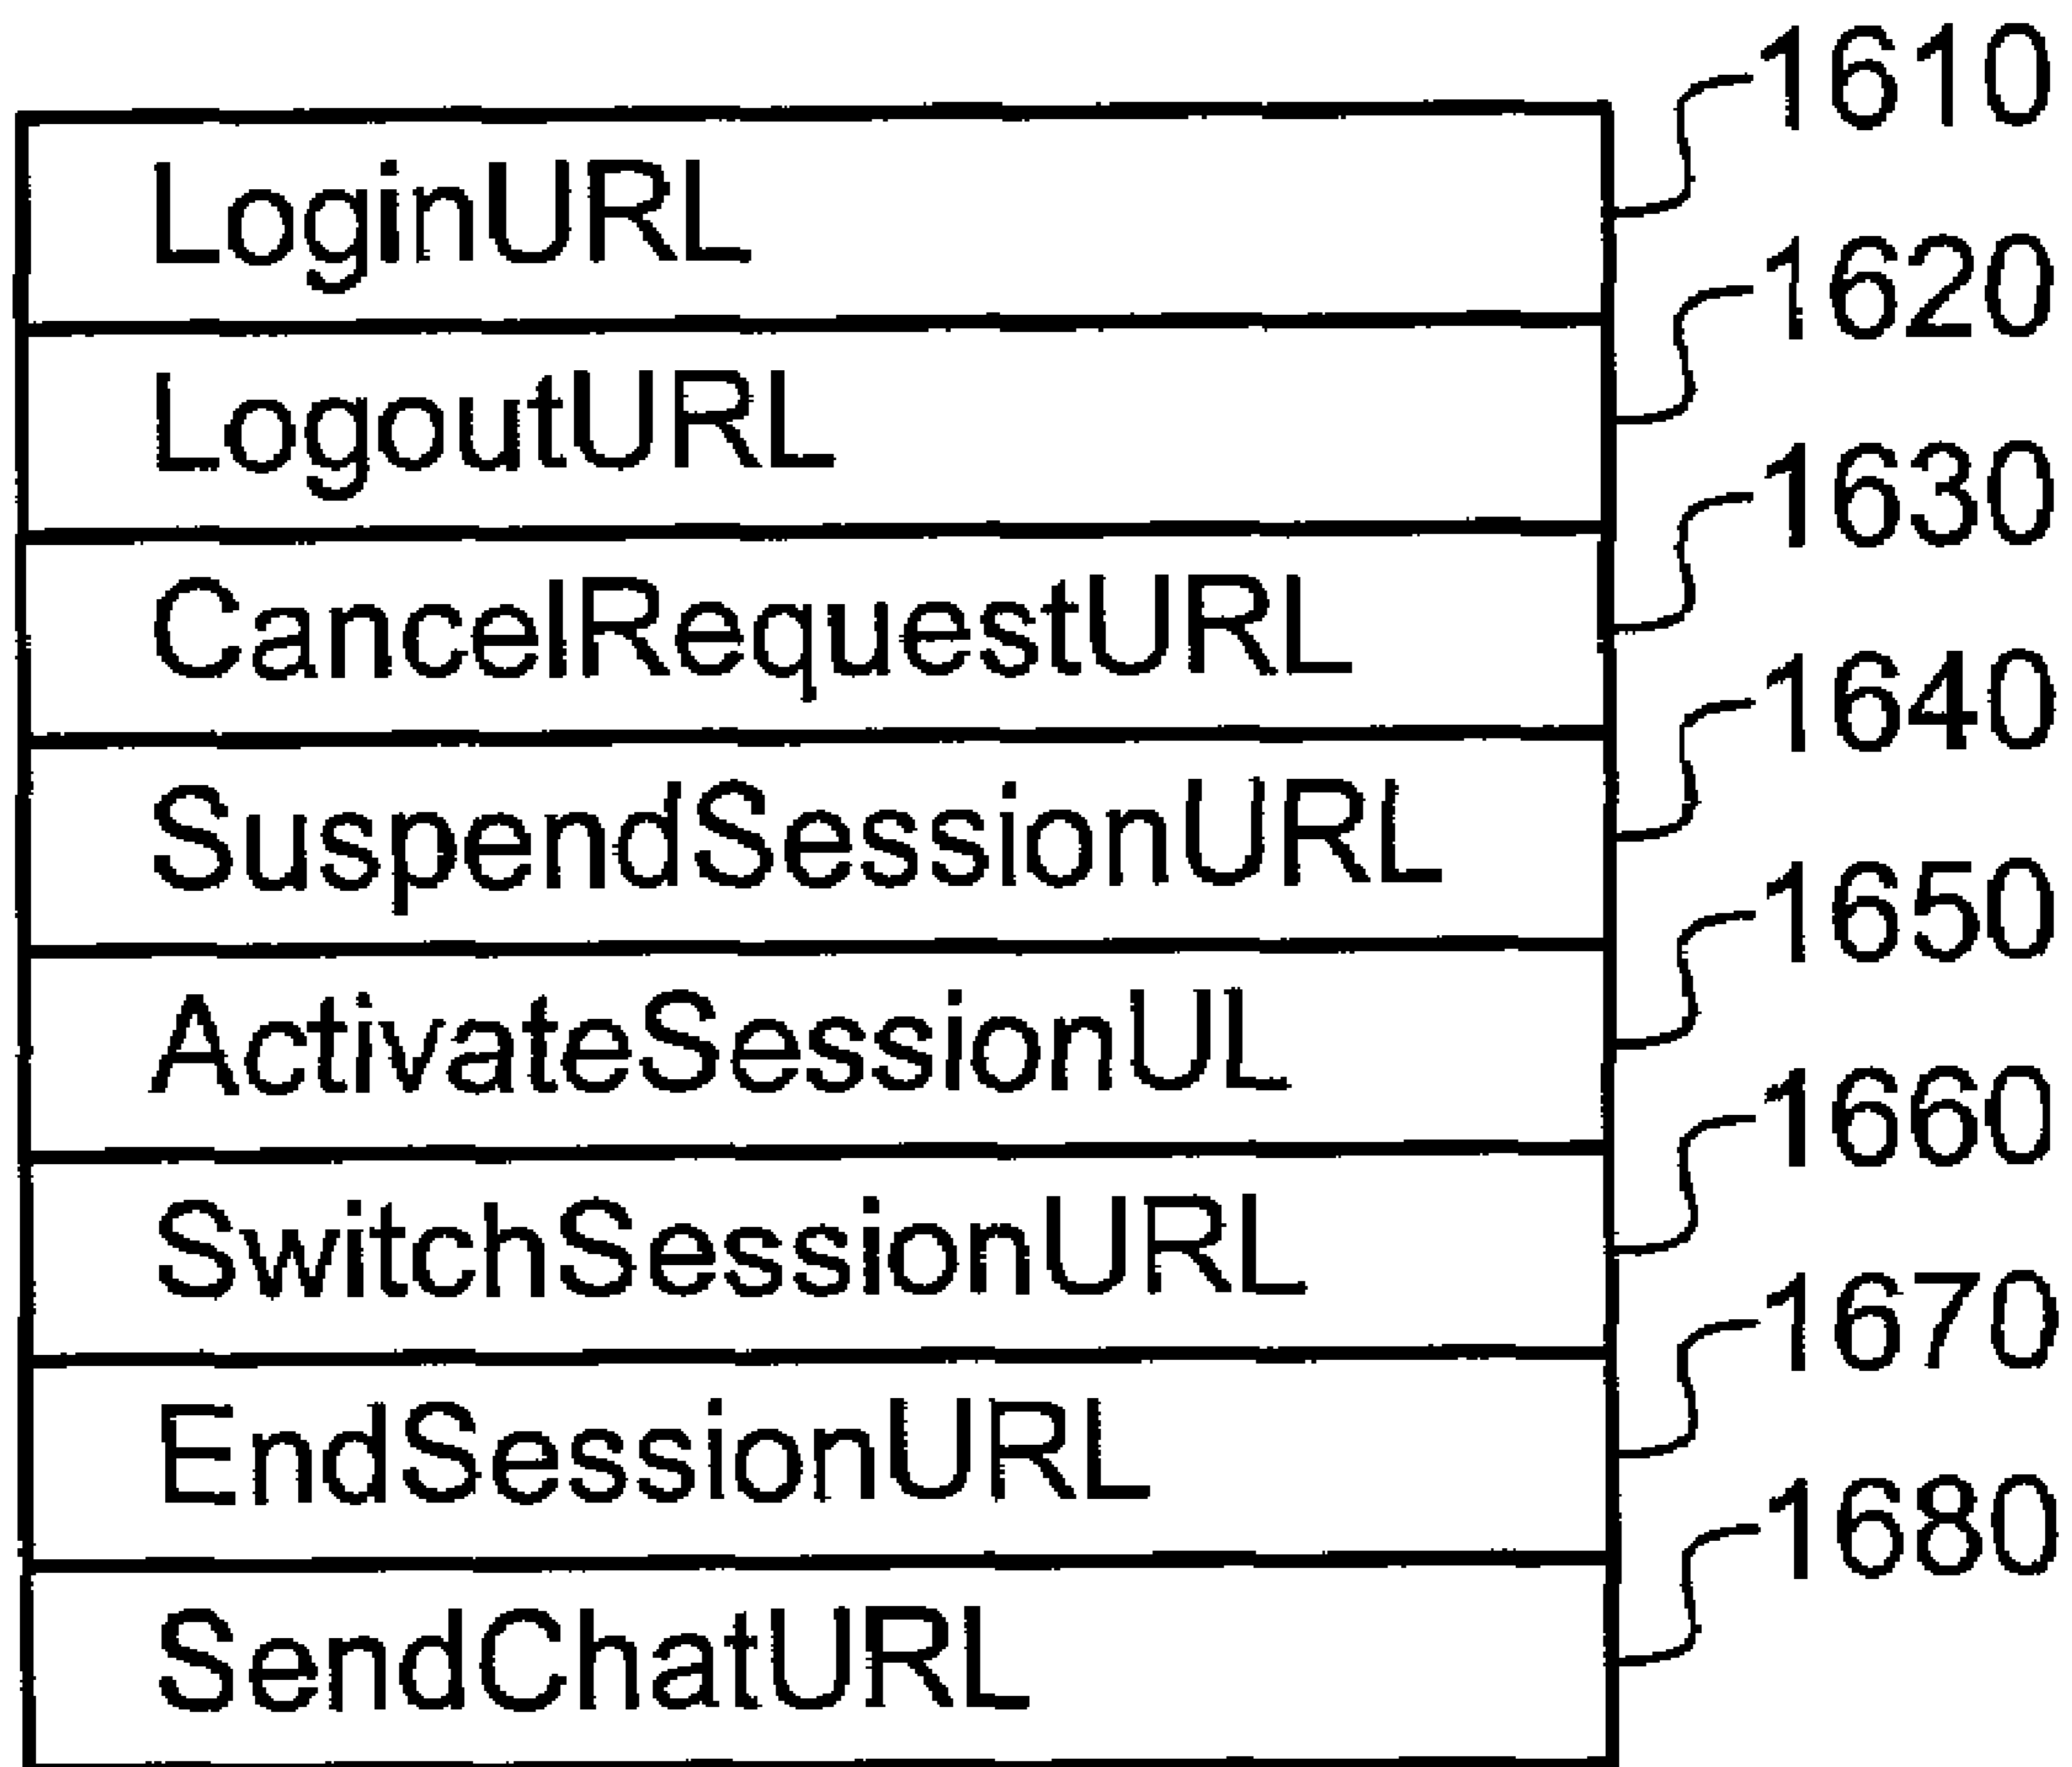 LoginURL 1610
LogoutURL 1620
CancelRequestURL 1630
SuspendSessionURL 1640
ActivateSessionUL 1650
SwitchSessionURL 1660
EndSessionURL 1670
SendChatURL 1680